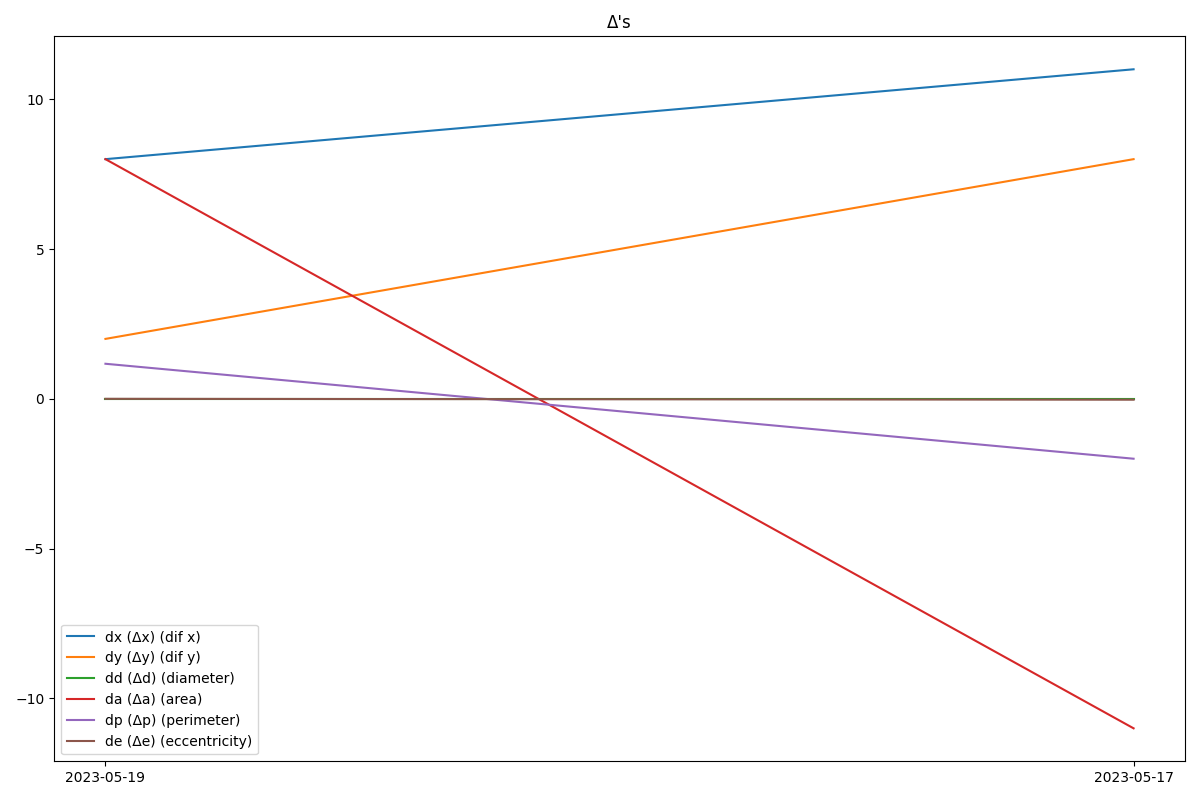 Δ's
10
5
0
−5
−10
dx (Δx) (dif x)
dy (Δy) (dif y)
dd (Δd) (diameter)
da (Δa) (area)
dp (Δp) (perimeter)
de (Δe) (eccentricity)
2023-05-19 2023-05-17